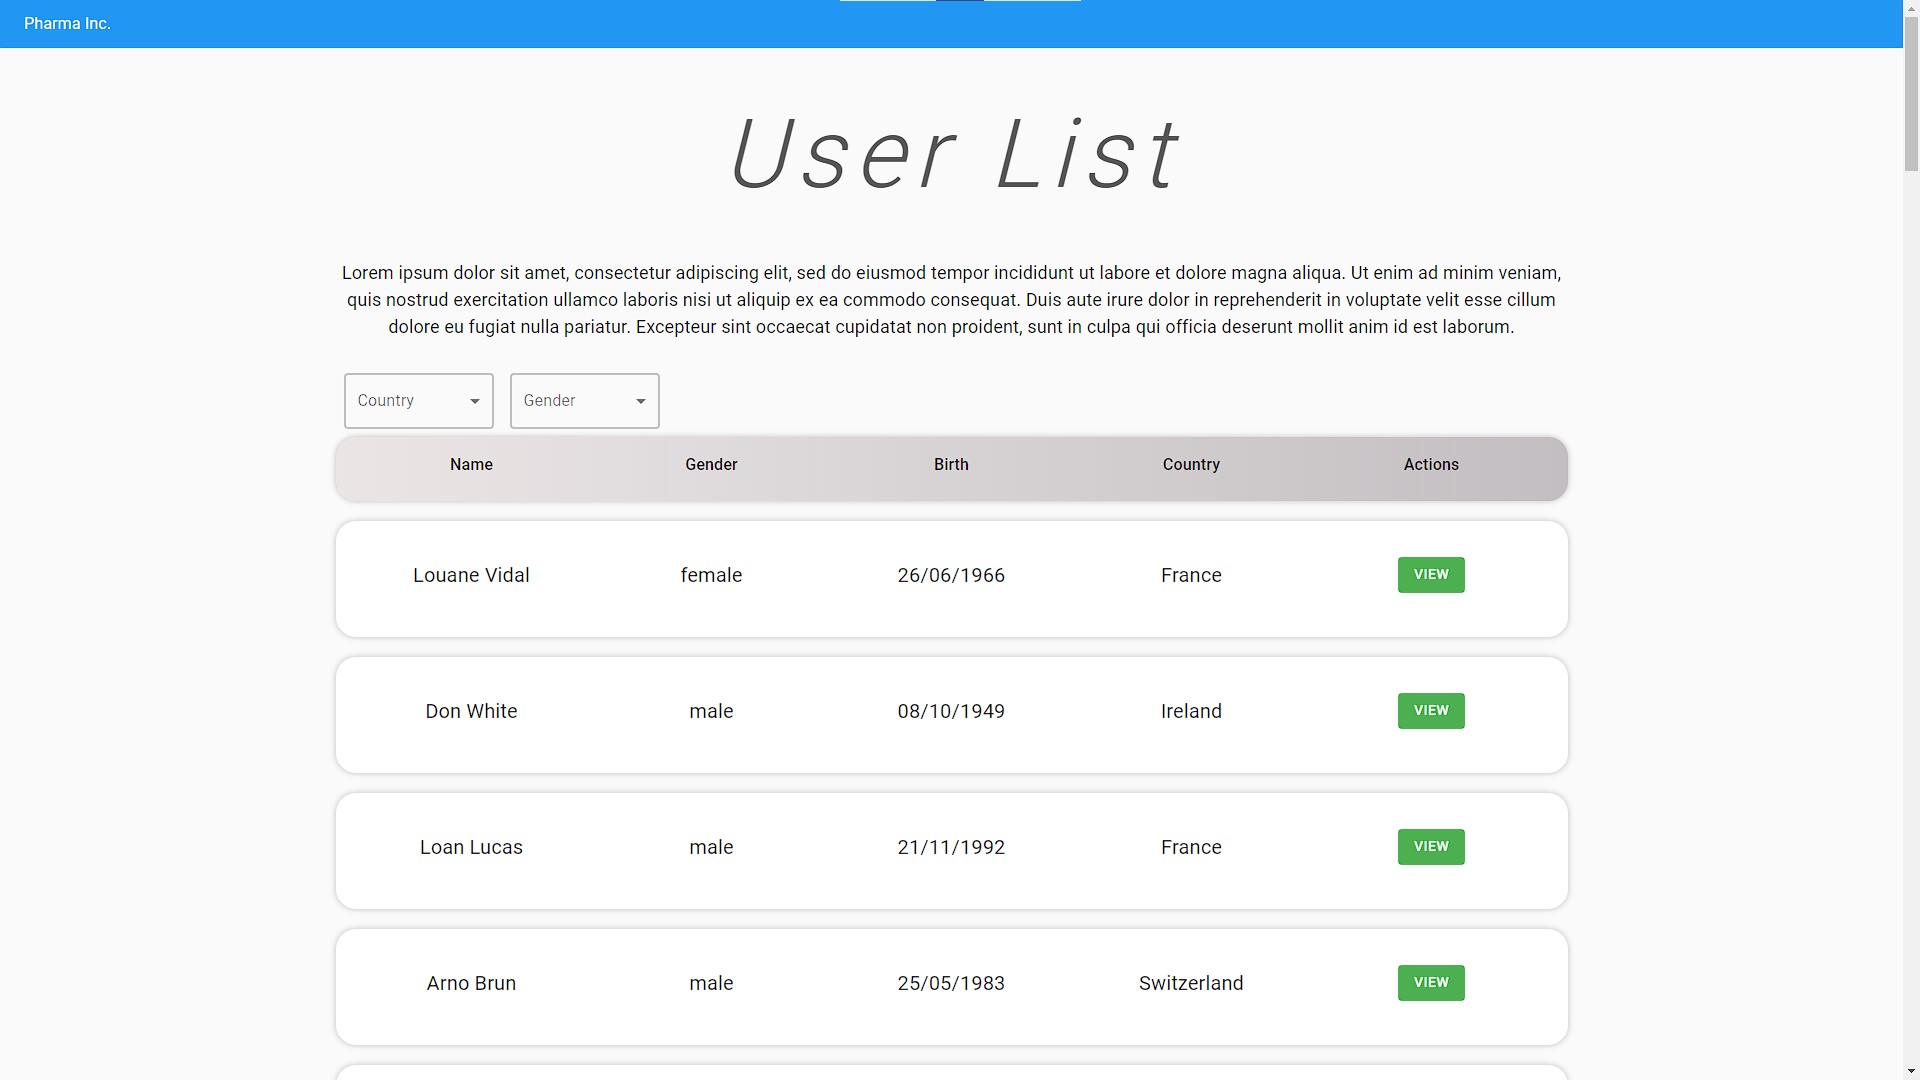 Pharma Inc.
User List
Lorem ipsum dolor sit amet, consectetur adipiscing elit, sed do eiusmod tempor incididunt ut labore et dolore magna aliqua. Ut enim ad minim veniam,
quis nostrud exercitation ullamco laboris nisi ut aliquip ex ea commodo consequat. Duis aute irure dolor in reprehenderit in voluptate velit esse cillum
dolore eu fugiat nulla pariatur. Excepteur sint occaecat cupidatat non proident, sunt in culpa qui officia deserunt mollit anim id est laborum.
Country Gender
Name Gender Birth Country Actions
Louane Vidal female 26/06/1966 France VIEW
Don White male 08/10/1949 Ireland VIEW
Loan Lucas male 21/11/1992 France VIEW
Arno Brun male 25/05/1983 Switzerland VIEW